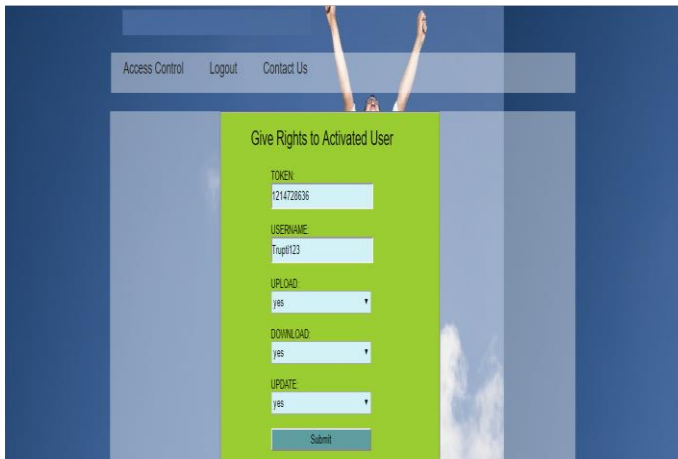 Access Control Logout Contact Us
Give Rights to Activated User
TOKEN:
1214728636
USERNAME:
Trupti123
UPLOAD:
yes
DOWNLOAD:
yes
UPDATE:
yes
Submit